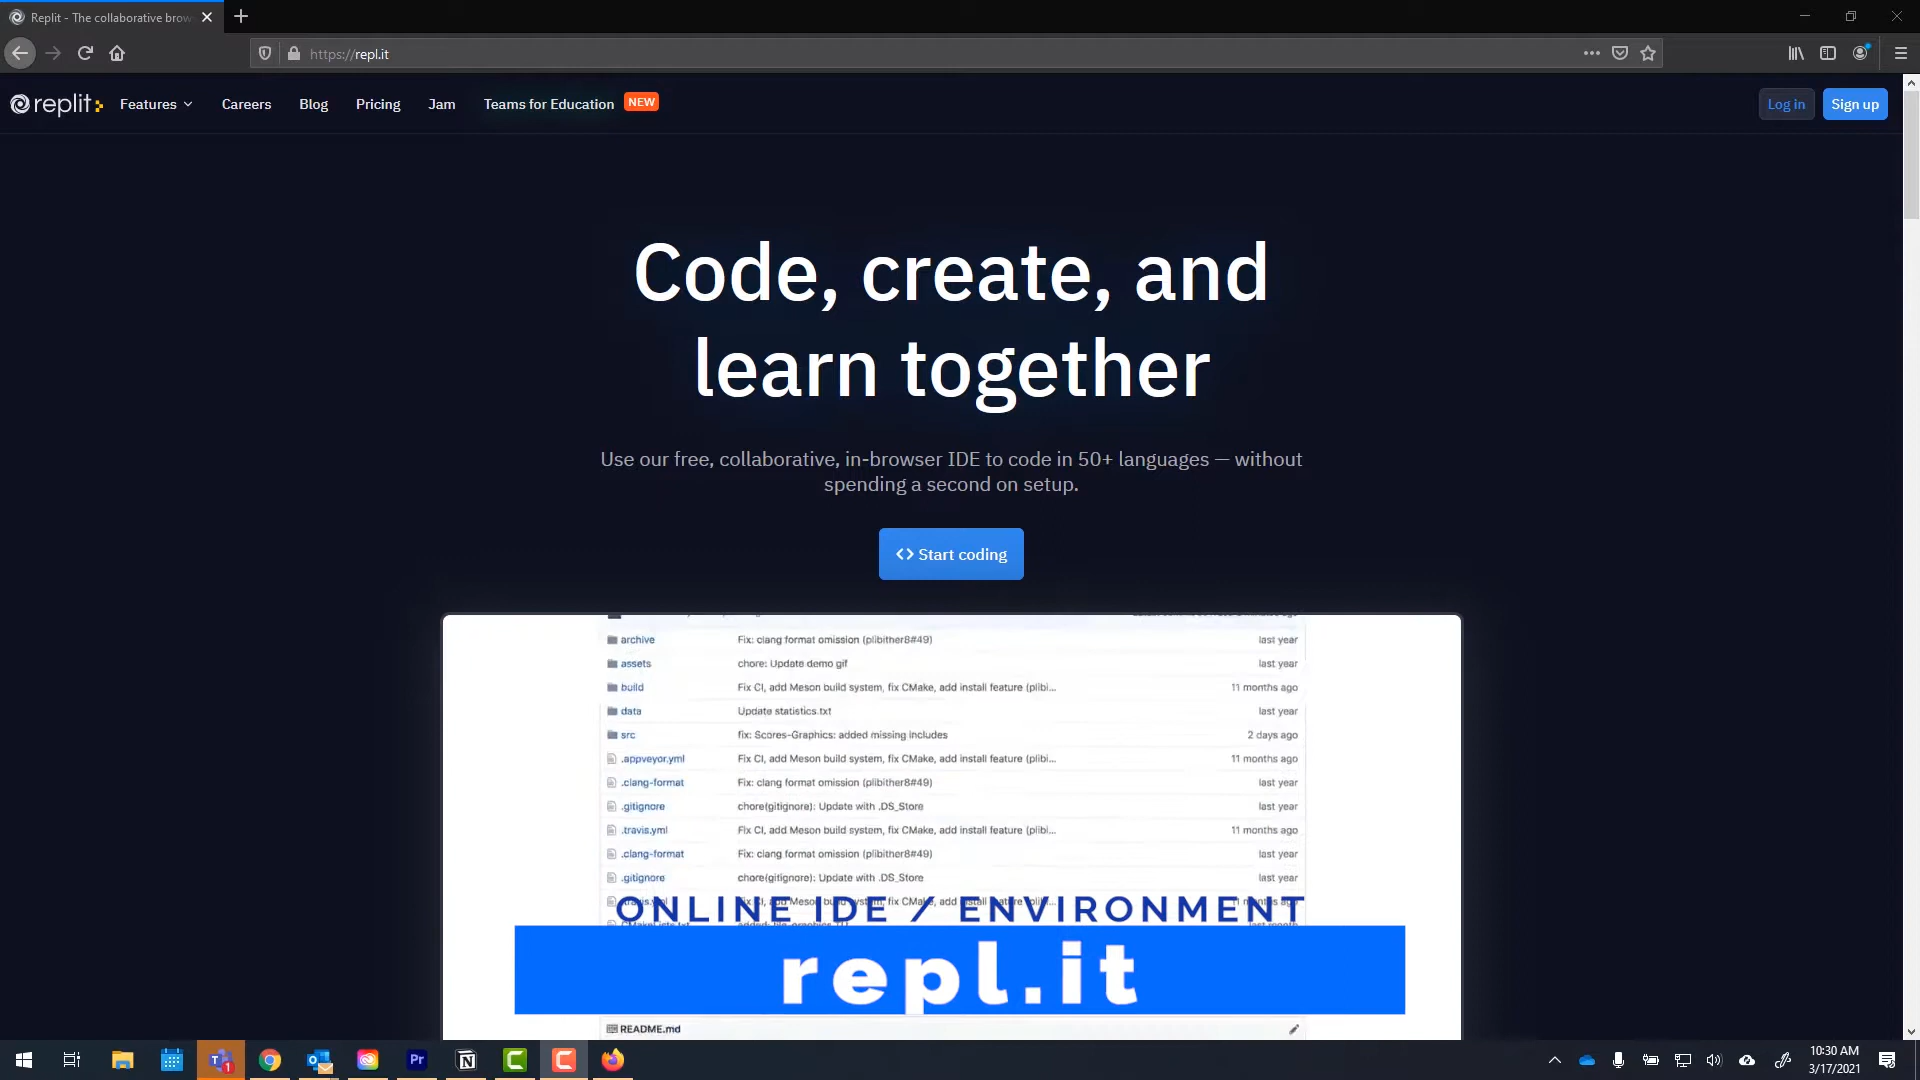 Replit - The collaborative brow
https://repl.it
replit
Features
Careers
Blog
Pricing
Jam
Teams for Education
NEW
Log in
Sign up
Code, create, and
learn together
Use our free, collaborative, in-browser IDE to code in 50+ languages — without
spending a second on setup.
<> Start coding
archive Fix: clang format omission (plibither8#49) last year
assets chore: Update demo gif last year
build Fix CI, add Meson build system, fix CMake, add install feature (plibi... 11 months ago
data Update statistics.txt last year
src fix: Scores-Graphics: added missing includes 2 days ago
.appveyor.yml Fix CI, add Meson build system, fix CMake, add install feature (plibi... 11 months ago
.clang-format Fix: clang format omission (plibither8#49) last year
.gitignore chore(gitignore): Update with .DS_Store last year
.travis.yml Fix CI, add Meson build system, fix CMake, add install feature (plibi... 11 months ago
.clang-format Fix: clang format omission (plibither8#49) last year
.gitignore chore(gitignore): Update with .DS_Store last year
ONLINE IDE / ENVIRONMENT
repl.it
README.md
Pr
10:30 AM
3/17/2021